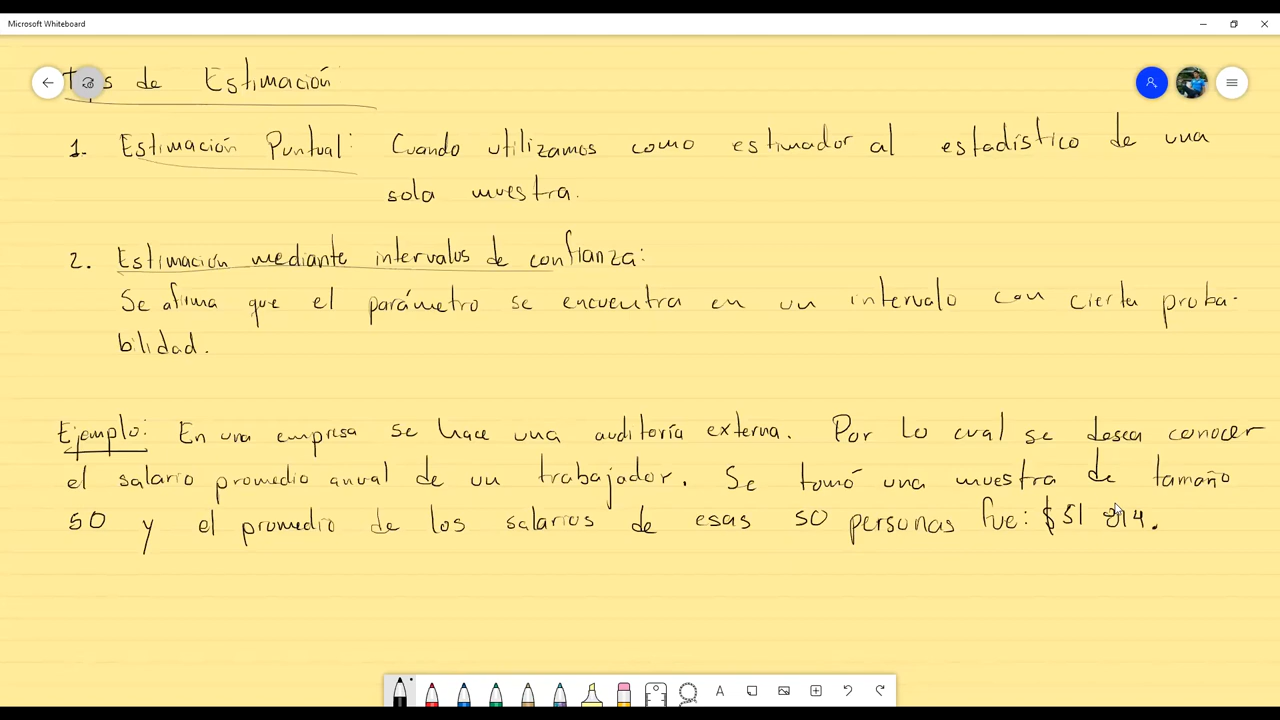 Microsoft Whiteboard
de Estimación
1. Estimación Puntual: Cuando utilizamos como estimador al estadístico de una
sola muestra.
2. Estimación mediante intervalos de confianza:
Se afirma que el parámetro se encuentra en un intervalo con cierta proba-
bilidad.
Ejemplo: En una empresa se hace una auditoría externa. Por lo cual se desea conocer
el salario promedio anual de un trabajador. Se tomó una muestra de tamaño
50 y el promedio de los salarios de esas 50 personas fue: $51
A